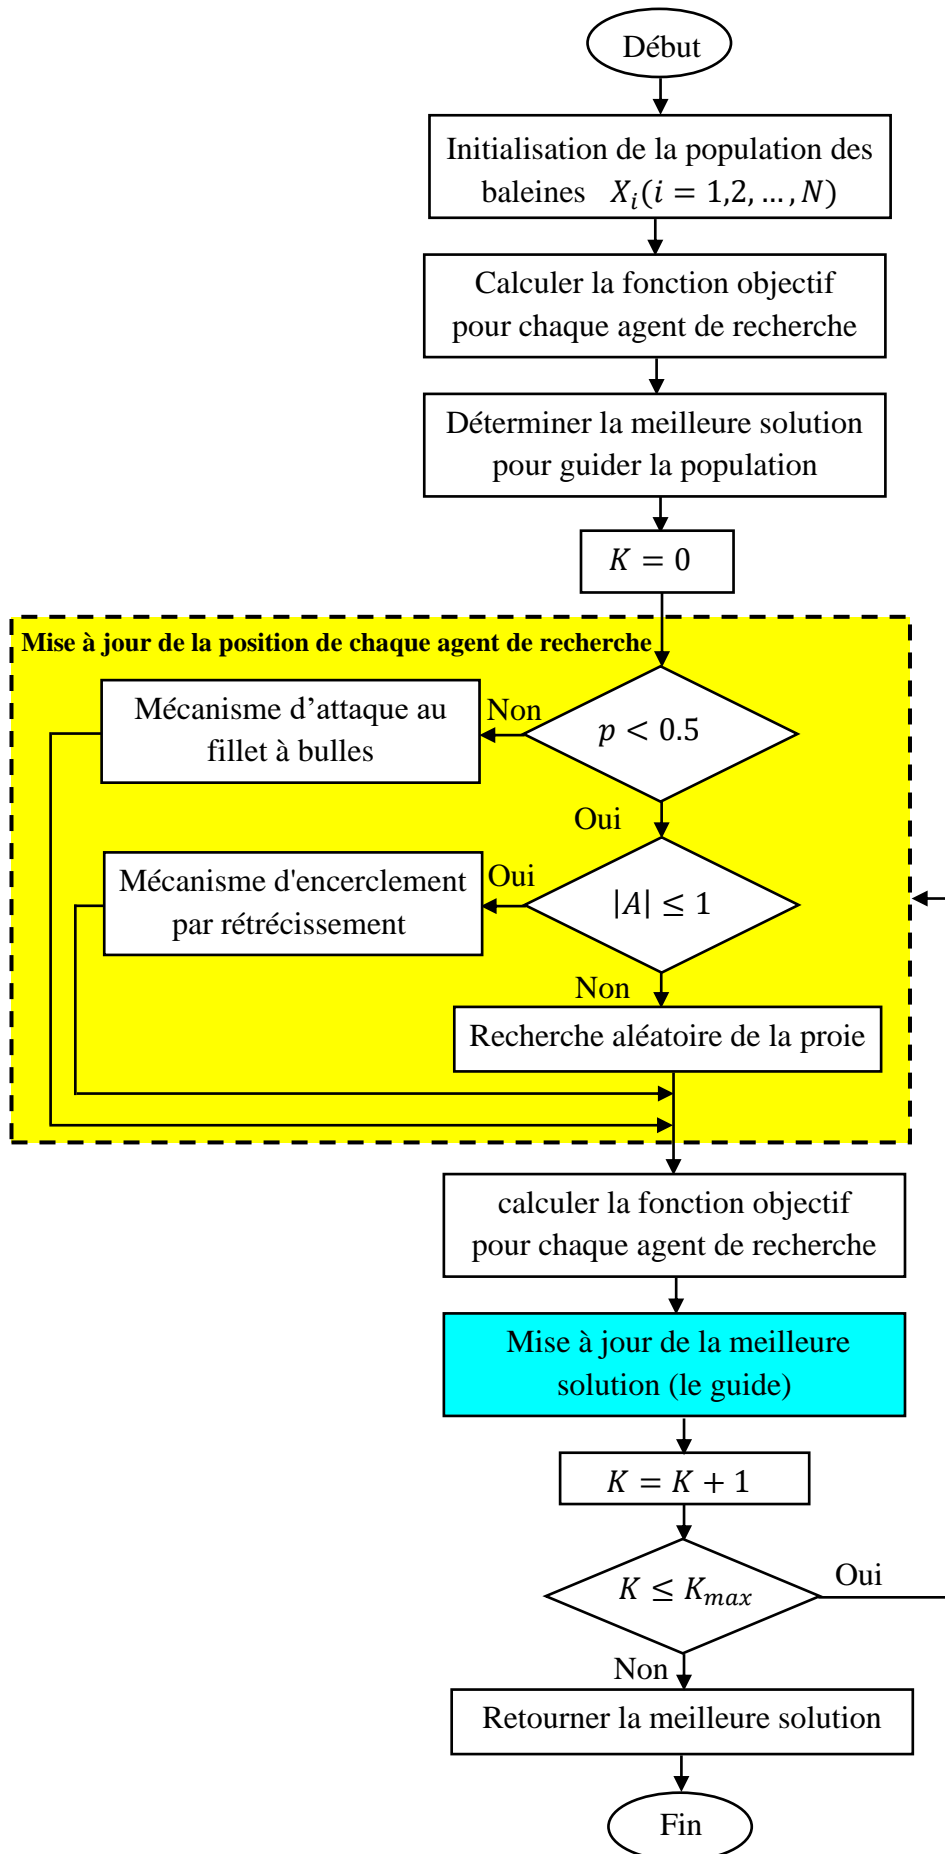 Début
Initialisation de la population des
baleines X_i(i = 1,2, … , N)
Calculer la fonction objectif
pour chaque agent de recherche
Déterminer la meilleure solution
pour guider la population
K = 0
Mise à jour de la position de chaque agent de recherche
Mécanisme d’attaque au
fillet à bulles
Non
p < 0.5
Oui
Mécanisme d'encerclement
par rétrécissement
Oui
|A| ≤ 1
Non
Recherche aléatoire de la proie
calculer la fonction objectif
pour chaque agent de recherche
Mise à jour de la meilleure
solution (le guide)
K = K + 1
K ≤ K_max
Oui
Non
Retourner la meilleure solution
Fin